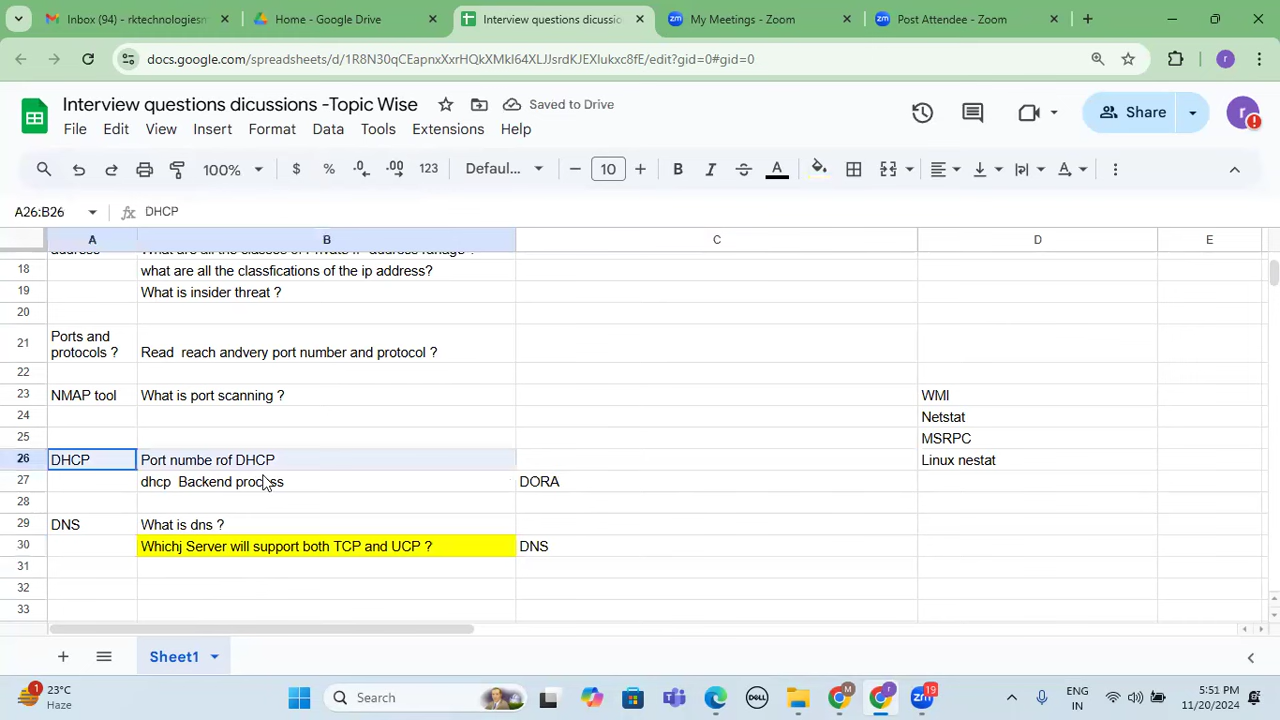 Inbox (94) - rktechnologiesm
Home - Google Drive
Interview questions dicussio
My Meetings - Zoom
Post Attendee - Zoom
docs.google.com/spreadsheets/d/1R8N30qCEapnxXxrHQkXMkl64XLJJsrdKJEXlukxc8fE/edit?gid=0#gid=0
r
Interview questions dicussions -Topic Wise
Saved to Drive
Share
r
File Edit View Insert Format Data Tools Extensions Help
100% $ % .0 .00 123 Defaul... 10 B I A
A26:B26 fx DHCP
A B C D E
18 what are all the classfications of the ip address?
19 What is insider threat ?
20
21 Ports and protocols ? Read reach andvery port number and protocol ?
22
23 NMAP tool What is port scanning ? WMI
24 Netstat
25 MSRPC
26 DHCP Port numbe rof DHCP Linux nestat
27 dhcp Backend process DORA
28
29 DNS What is dns ?
30 Whichj Server will support both TCP and UCP ? DNS
31
32
33
Sheet1
23°C
Haze
Search
ENG
IN
5:51 PM
11/20/2024